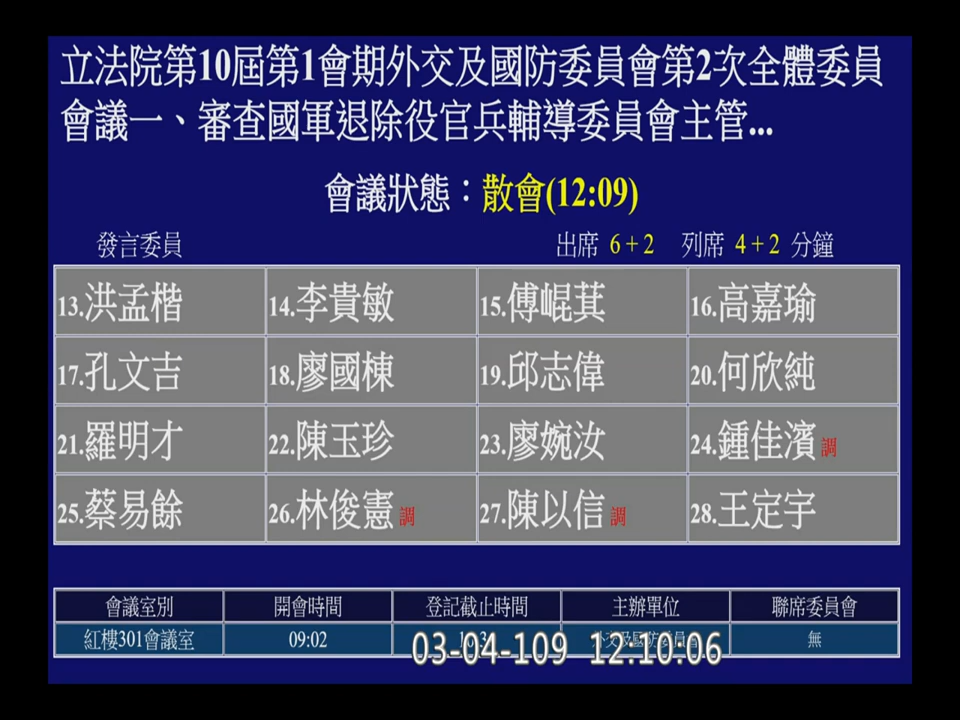 立法院第10屆第1會期外交及國防委員會第2次全體委員
會議一、審查國軍退除役官兵輔導委員會主管...
會議狀態：散會(12:09)
發言委員 出席 6+2 列席 4+2 分鐘
13.洪孟楷 14.李貴敏 15.傅崐萁 16.高嘉瑜
17.孔文吉 18.廖國棟 19.邱志偉 20.何欣純
21.羅明才 22.陳玉珍 23.廖婉汝 24.鍾佳濱調
25.蔡易餘 26.林俊憲調 27.陳以信調 28.王定宇
會議室別 開會時間 登記截止時間 主辦單位 聯席委員會
紅樓301會議室 09:02 外交及國防委員會 無
03-04-109 12:10:06